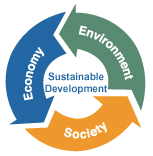 Economy
Environment
Sustainable
Development
Society